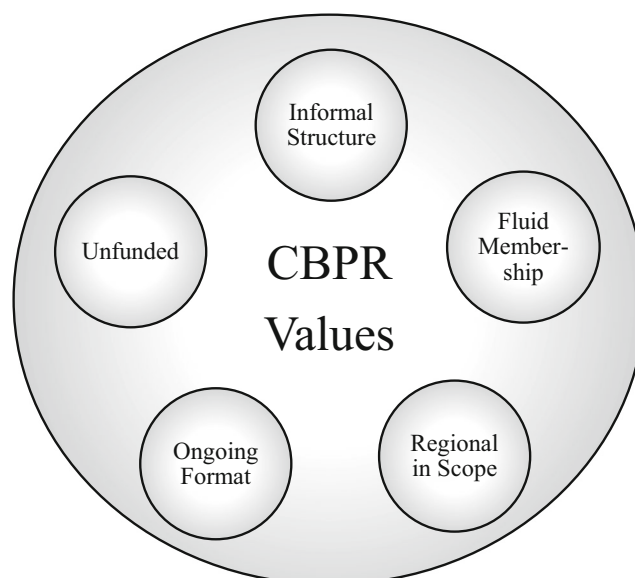 Informal
Structure
Fluid
Member-
ship
Unfunded
CBPR
Values
Ongoing
Format
Regional
in Scope